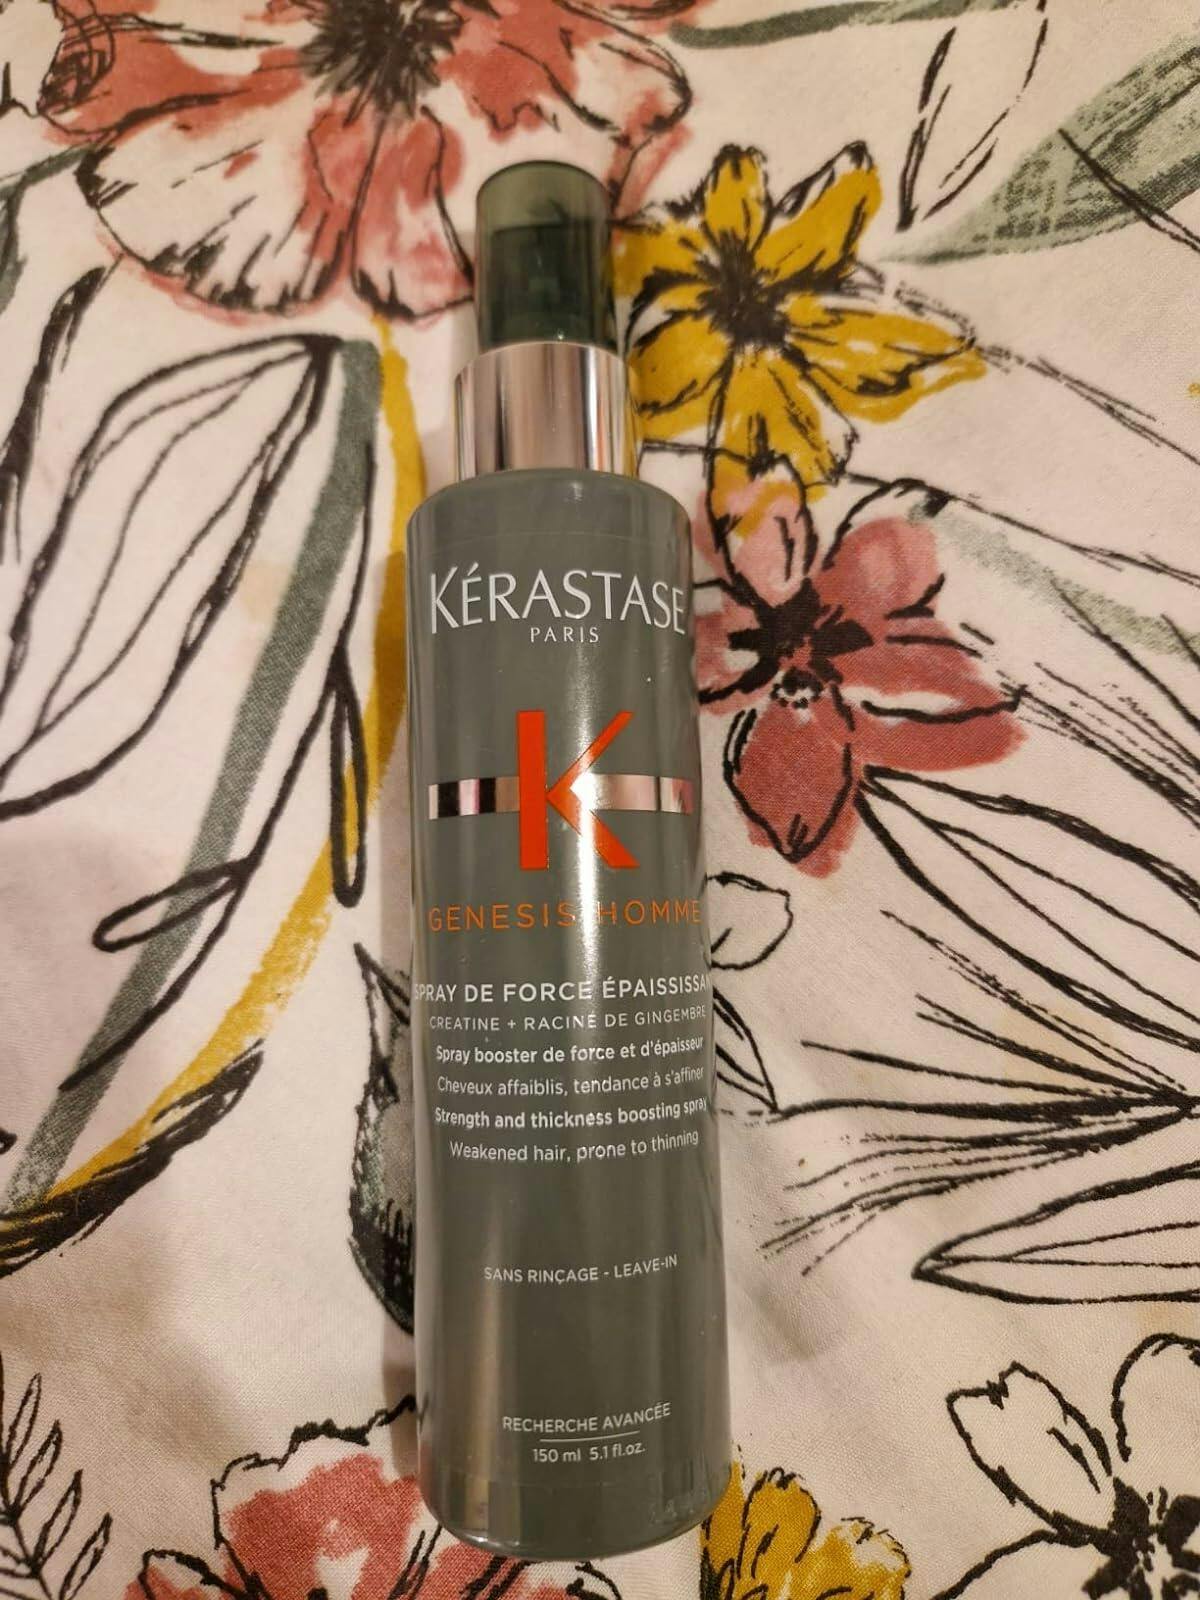 KÉRASTASE
PARIS
K
GENESIS HOMME
SPRAY DE FORCE ÉPAISSISSAN
CREATINE + RACINE DE GINGEMBRE
Spray booster de force et d'épaisseur
Cheveux affaiblis, tendance à s'affiner
Strength and thickness boosting spray
Weakened hair, prone to thinning
SANS RINÇAGE - LEAVE-IN
RECHERCHE AVANCÉE
150 ml 5.1 fl.oz.